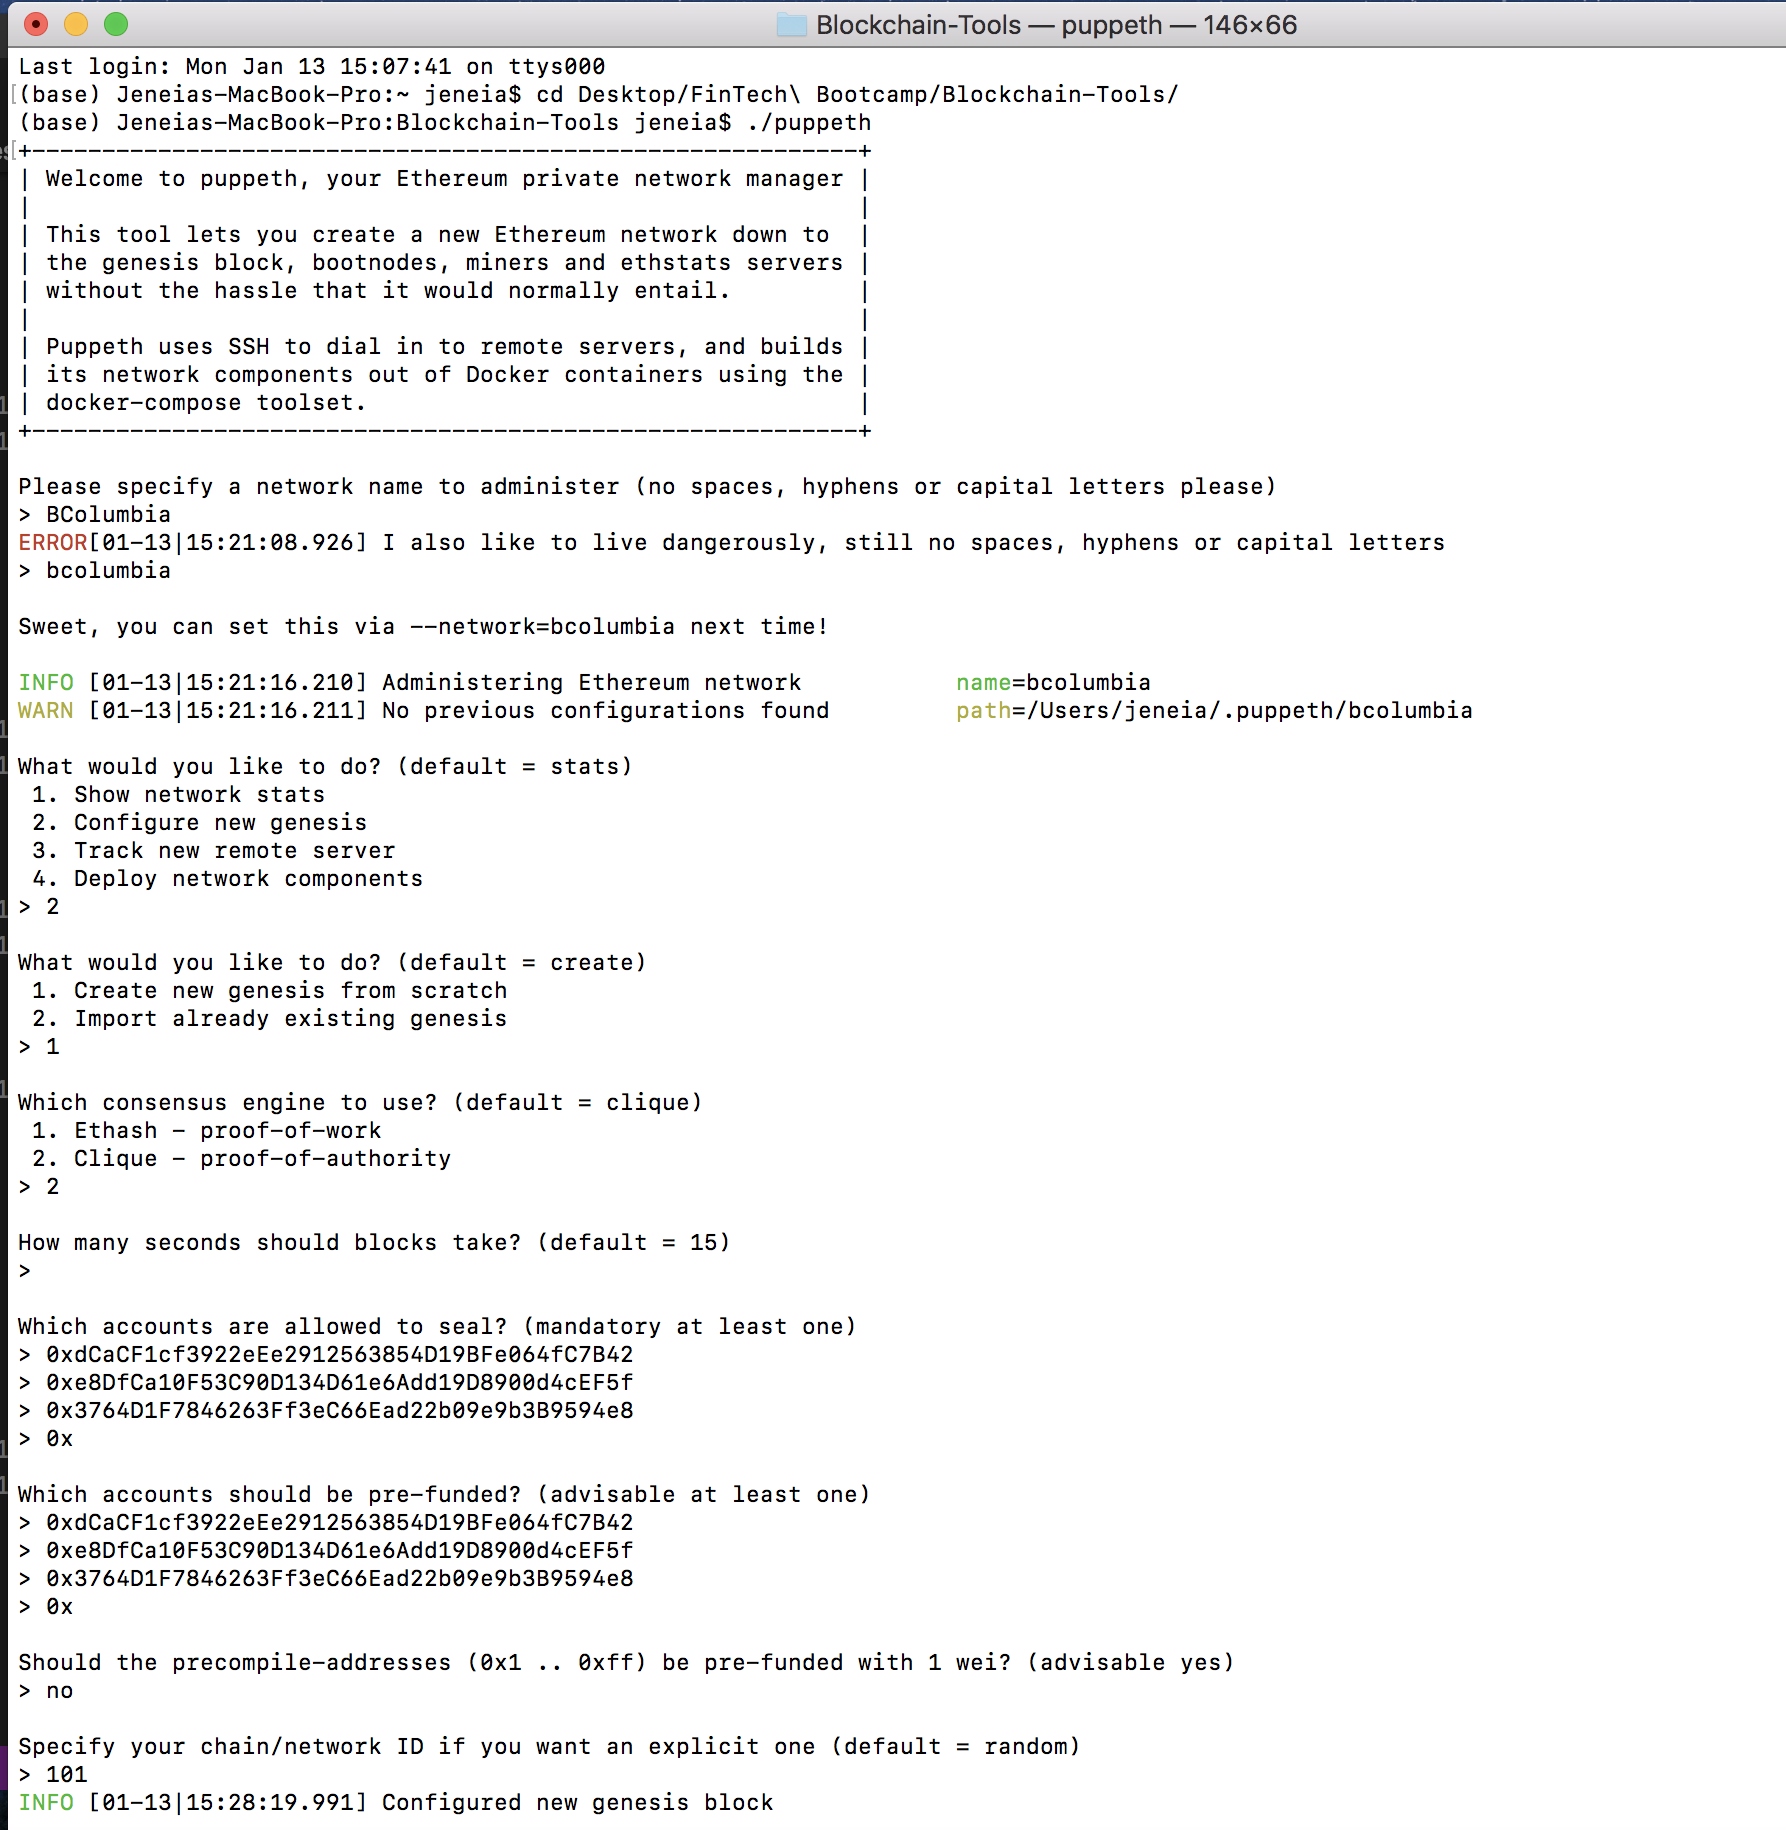 Blockchain-Tools — puppeth — 146×66
Last login: Mon Jan 13 15:07:41 on ttys000
[(base) Jeneias-MacBook-Pro:~ jeneia$ cd Desktop/FinTech\ Bootcamp/Blockchain-Tools/
(base) Jeneias-MacBook-Pro:Blockchain-Tools jeneia$ ./puppeth
[+-----------------------------------------------------------+
| Welcome to puppeth, your Ethereum private network manager |
|                                                           |
| This tool lets you create a new Ethereum network down to  |
| the genesis block, bootnodes, miners and ethstats servers |
| without the hassle that it would normally entail.         |
|                                                           |
| Puppeth uses SSH to dial in to remote servers, and builds |
| its network components out of Docker containers using the |
| docker-compose toolset.                                   |
+-----------------------------------------------------------+
Please specify a network name to administer (no spaces, hyphens or capital letters please)
> BColumbia
ERROR[01-13|15:21:08.926] I also like to live dangerously, still no spaces, hyphens or capital letters
> bcolumbia
Sweet, you can set this via --network=bcolumbia next time!
INFO [01-13|15:21:16.210] Administering Ethereum network           name=bcolumbia
WARN [01-13|15:21:16.211] No previous configurations found         path=/Users/jeneia/.puppeth/bcolumbia
What would you like to do? (default = stats)
 1. Show network stats
 2. Configure new genesis
 3. Track new remote server
 4. Deploy network components
> 2
What would you like to do? (default = create)
 1. Create new genesis from scratch
 2. Import already existing genesis
> 1
Which consensus engine to use? (default = clique)
 1. Ethash - proof-of-work
 2. Clique - proof-of-authority
> 2
How many seconds should blocks take? (default = 15)
>
Which accounts are allowed to seal? (mandatory at least one)
> 0xdCaCF1cf3922eEe2912563854D19BFe064fC7B42
> 0xe8DfCa10F53C90D134D61e6Add19D8900d4cEF5f
> 0x3764D1F7846263Ff3eC66Ead22b09e9b3B9594e8
> 0x
Which accounts should be pre-funded? (advisable at least one)
> 0xdCaCF1cf3922eEe2912563854D19BFe064fC7B42
> 0xe8DfCa10F53C90D134D61e6Add19D8900d4cEF5f
> 0x3764D1F7846263Ff3eC66Ead22b09e9b3B9594e8
> 0x
Should the precompile-addresses (0x1 .. 0xff) be pre-funded with 1 wei? (advisable yes)
> no
Specify your chain/network ID if you want an explicit one (default = random)
> 101
INFO [01-13|15:28:19.991] Configured new genesis block